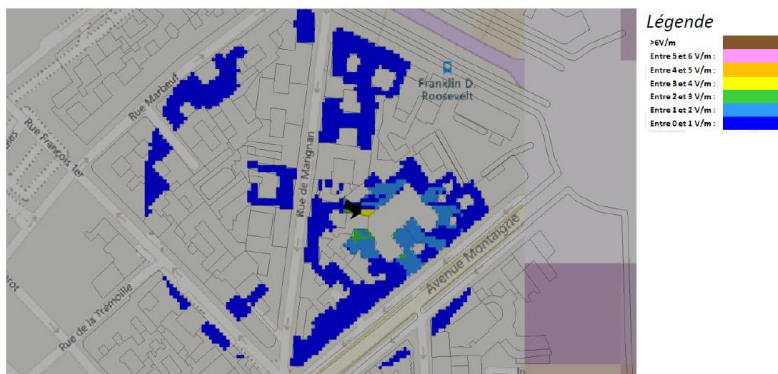 Légende
>6V/m
Entre 5 et 6 V/m :
Entre 4 et 5 V/m :
Entre 3 et 4 V/m :
Entre 2 et 3 V/m :
Entre 1 et 2 V/m :
Entre 0 et 1 V/m :
Franklin D.
Roosevelt
Rue Marbeuf
Rue François 1er
Rue de Marignan
Avenue Montaigne
Rue de la Trémoille